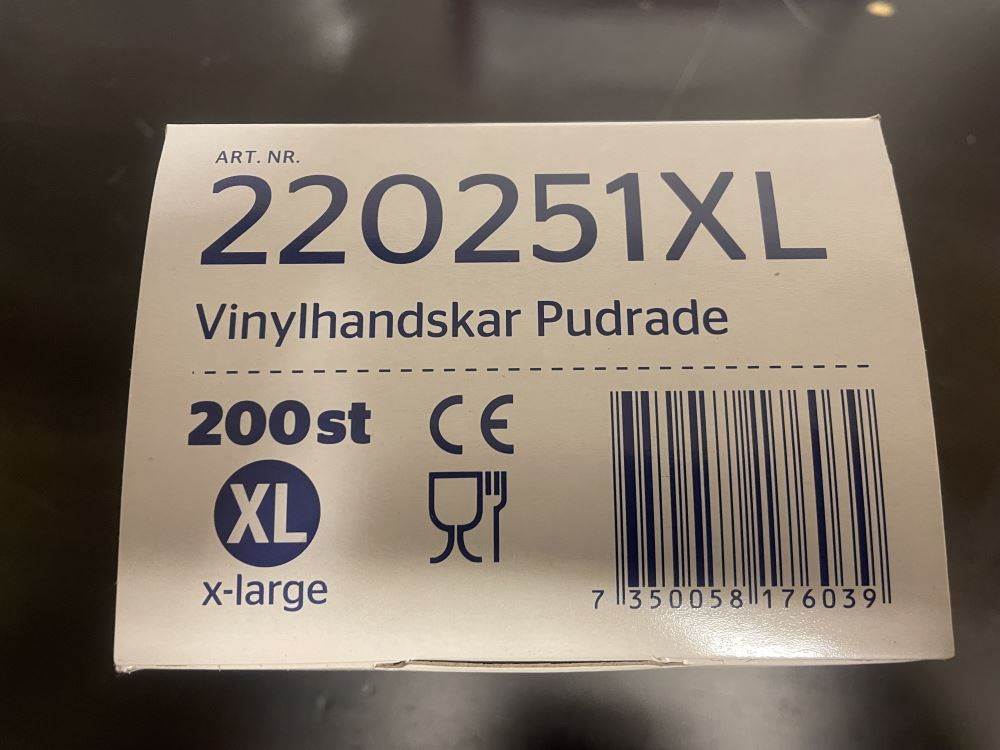 ART. NR.
220251XL
Vinylhandskar Pudrade
200st
CE
XL
x-large
7 350058 176039